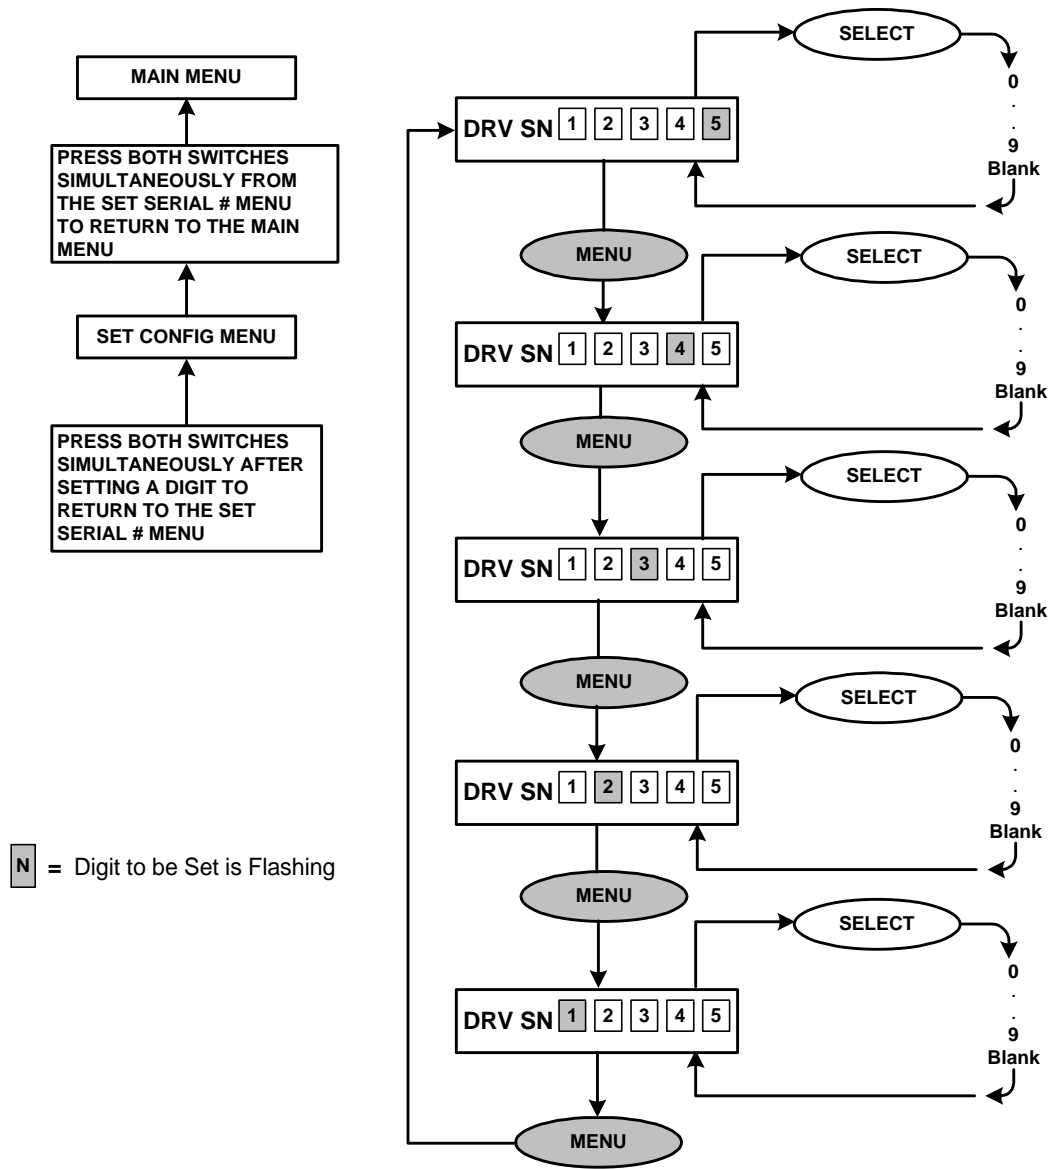 MAIN MENU
PRESS BOTH SWITCHES
SIMULTANEOUSLY FROM
THE SET SERIAL # MENU
TO RETURN TO THE MAIN
MENU
SET CONFIG MENU
PRESS BOTH SWITCHES
SIMULTANEOUSLY AFTER
SETTING A DIGIT TO
RETURN TO THE SET
SERIAL # MENU
N = Digit to be Set is Flashing
SELECT
0
.
.
9
Blank
DRV SN 1 2 3 4 5
MENU
SELECT
0
.
.
9
Blank
DRV SN 1 2 3 4 5
MENU
SELECT
0
.
.
9
Blank
DRV SN 1 2 3 4 5
MENU
SELECT
0
.
.
9
Blank
DRV SN 1 2 3 4 5
MENU
SELECT
0
.
.
9
Blank
DRV SN 1 2 3 4 5
MENU